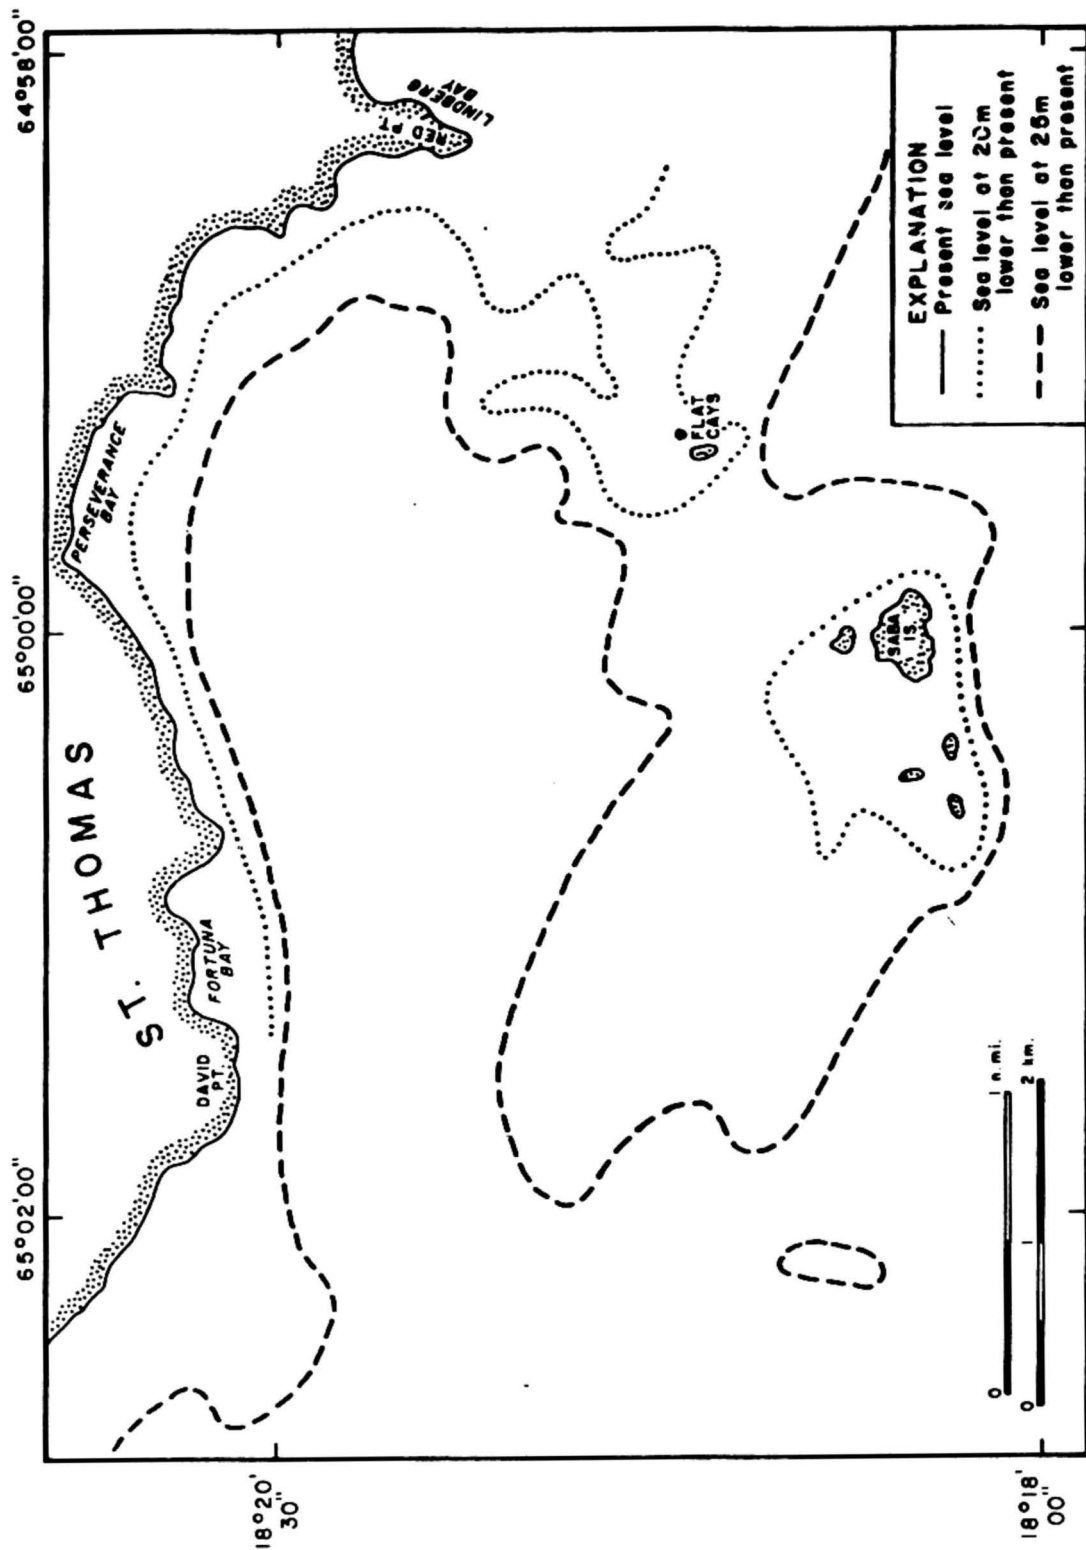 65°02'00"
65°00'00"
64°58'00"
ST. THOMAS
PERSEVERANCE
BAY
FORTUNA
BAY
DAVID
PT.
RED PT.
LINDBERG
BAY
18°20'
30"
FLAT
CAYS
SABA
IS.
EXPLANATION
Present sea level
Sea level at 20m
lower than present
Sea level at 25m
lower than present
0 1 n.mi.
0 1 2 km.
18°18'
00"